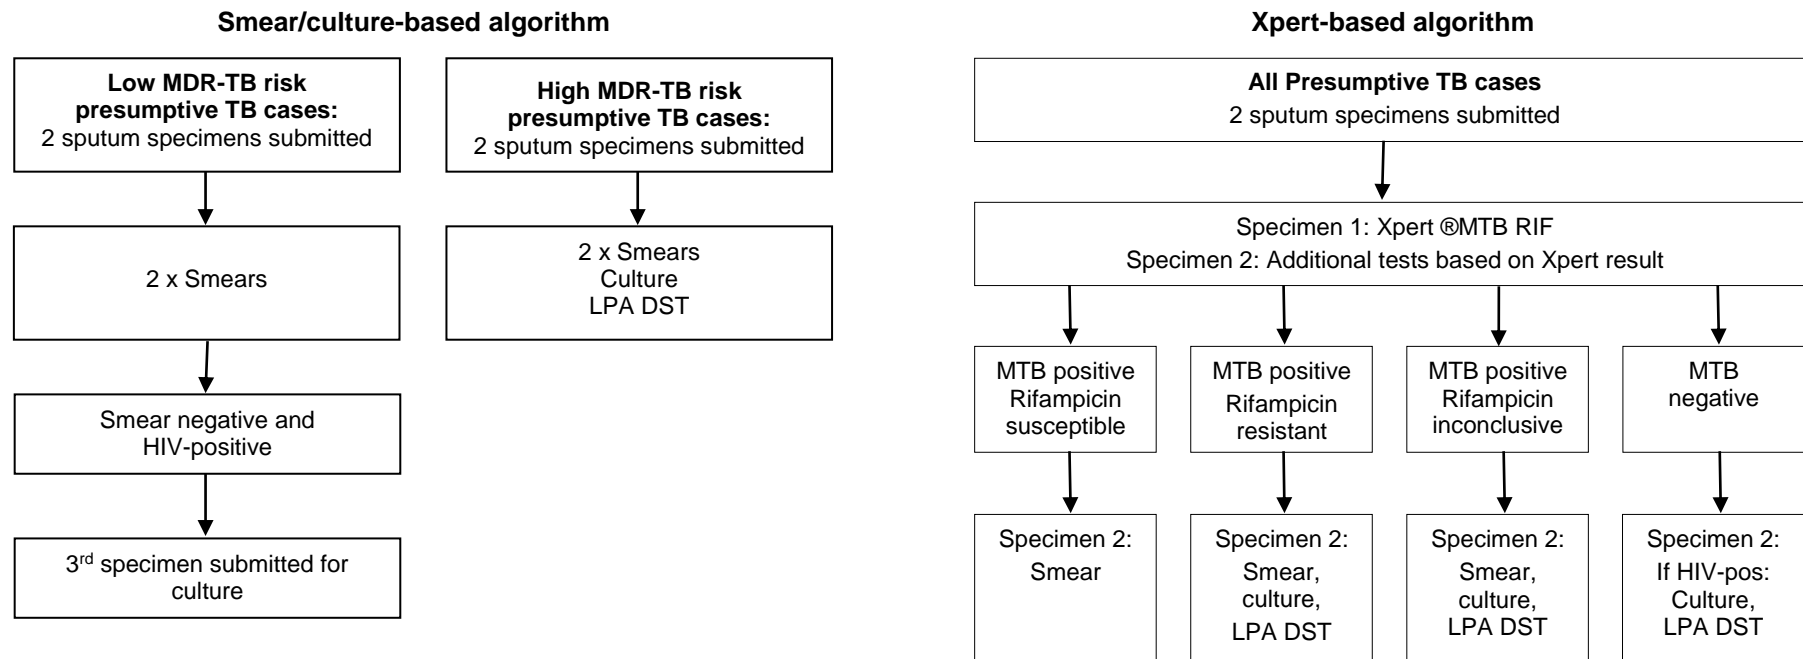 Smear/culture-based algorithm
Low MDR-TB risk
presumptive TB cases:
2 sputum specimens submitted
High MDR-TB risk
presumptive TB cases:
2 sputum specimens submitted
2 x Smears
2 x Smears
Culture
LPA DST
Smear negative and
HIV-positive
3rd specimen submitted for
culture
Xpert-based algorithm
All Presumptive TB cases
2 sputum specimens submitted
Specimen 1: Xpert ®MTB RIF
Specimen 2: Additional tests based on Xpert result
MTB positive
Rifampicin
susceptible
MTB positive
Rifampicin
resistant
MTB positive
Rifampicin
inconclusive
MTB
negative
Specimen 2:
Smear
Specimen 2:
Smear,
culture,
LPA DST
Specimen 2:
Smear,
culture,
LPA DST
Specimen 2:
If HIV-pos:
Culture,
LPA DST